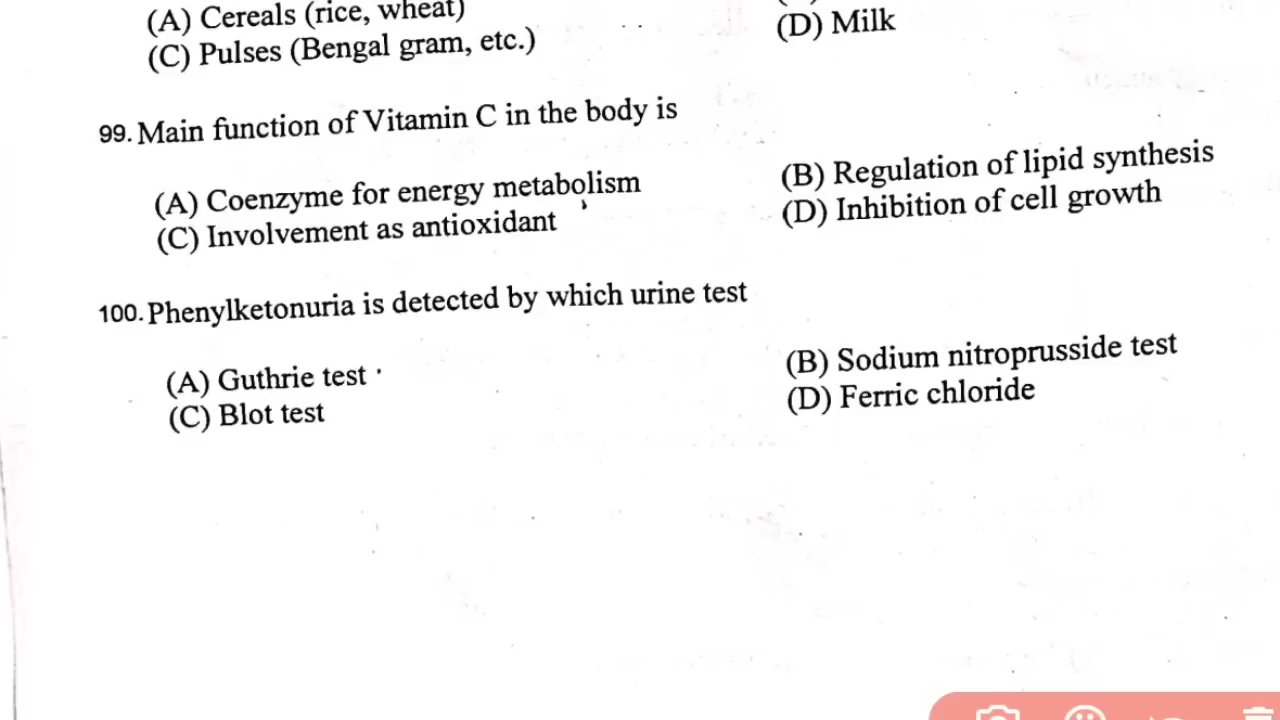 (A) Cereals (rice, wheat)
(D) Milk
(C) Pulses (Bengal gram, etc.)
99. Main function of Vitamin C in the body is
(A) Coenzyme for energy metabolism
(B) Regulation of lipid synthesis
(C) Involvement as antioxidant
(D) Inhibition of cell growth
100. Phenylketonuria is detected by which urine test
(A) Guthrie test
(B) Sodium nitroprusside test
(C) Blot test
(D) Ferric chloride